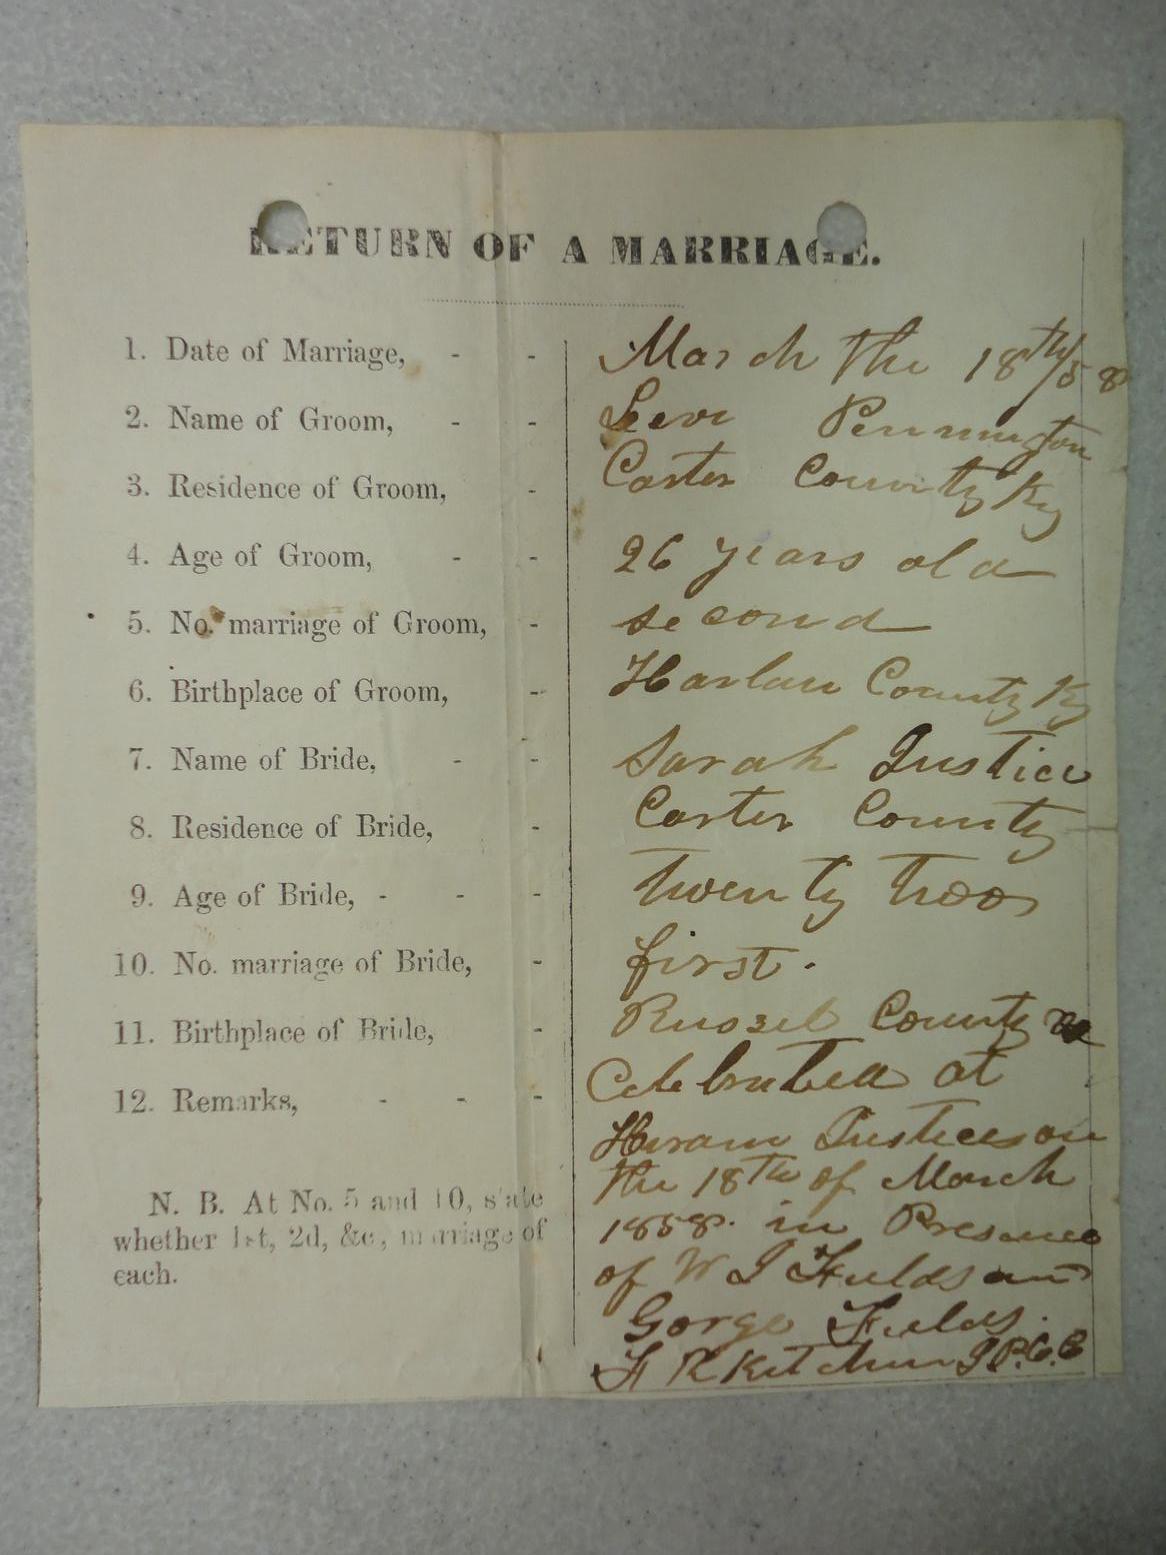 RETURN OF A MARRIAGE.
1. Date of Marriage, - - March the 18th/58
2. Name of Groom, - - Levi Pennington
3. Residence of Groom, - Carter County Ky
4. Age of Groom, - - 26 years old
5. No. marriage of Groom, - second
6. Birthplace of Groom, - Harlan County Ky
7. Name of Bride, - - Sarah Justice
8. Residence of Bride, - Carter County
9. Age of Bride, - - - twenty twoo
10. No. marriage of Bride, - first.
11. Birthplace of Bride, - Russel County
12. Remarks, - - - Celebrated at
Hiram Justices on
the 18th of March
N. B. At No. 5 and 10, state
1858. in Presence
whether 1st, 2d, &c., marriage of
of W J Fields and
each.
Gorge Fields.
Kitchen J P. C. C